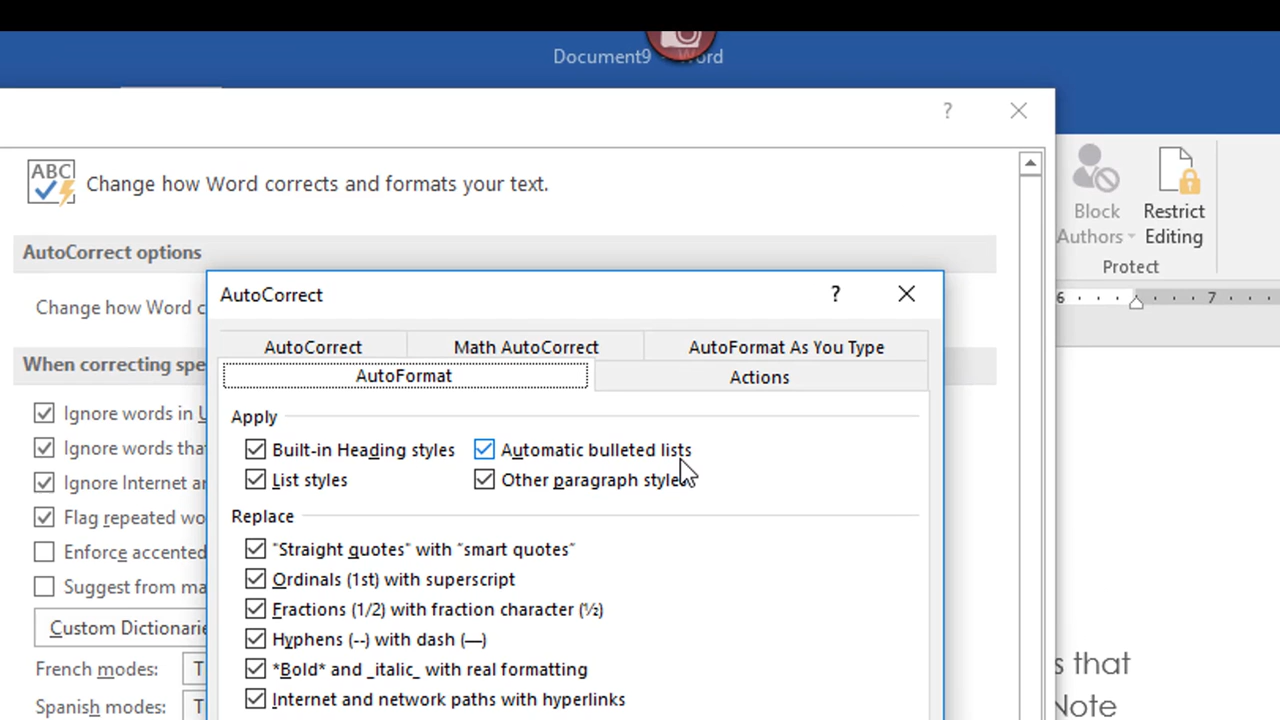 Document9 - Word
?
ABC
Change how Word corrects and formats your text.
Block Authors
Restrict Editing
Protect
AutoCorrect options
Change how Word c
6 7
AutoCorrect
?
When correcting spe
AutoCorrect
Math AutoCorrect
AutoFormat As You Type
AutoFormat
Actions
Ignore words in U
Ignore words tha
Ignore Internet ar
Flag repeated wo
Enforce accented
Suggest from ma
Custom Dictionarie
French modes: T
Spanish modes: T
Apply
Built-in Heading styles
Automatic bulleted lists
List styles
Other paragraph styles
Replace
"Straight quotes" with “smart quotes”
Ordinals (1st) with superscript
Fractions (1/2) with fraction character (½)
Hyphens (--) with dash (—)
*Bold* and _italic_ with real formatting
Internet and network paths with hyperlinks
s that
Note